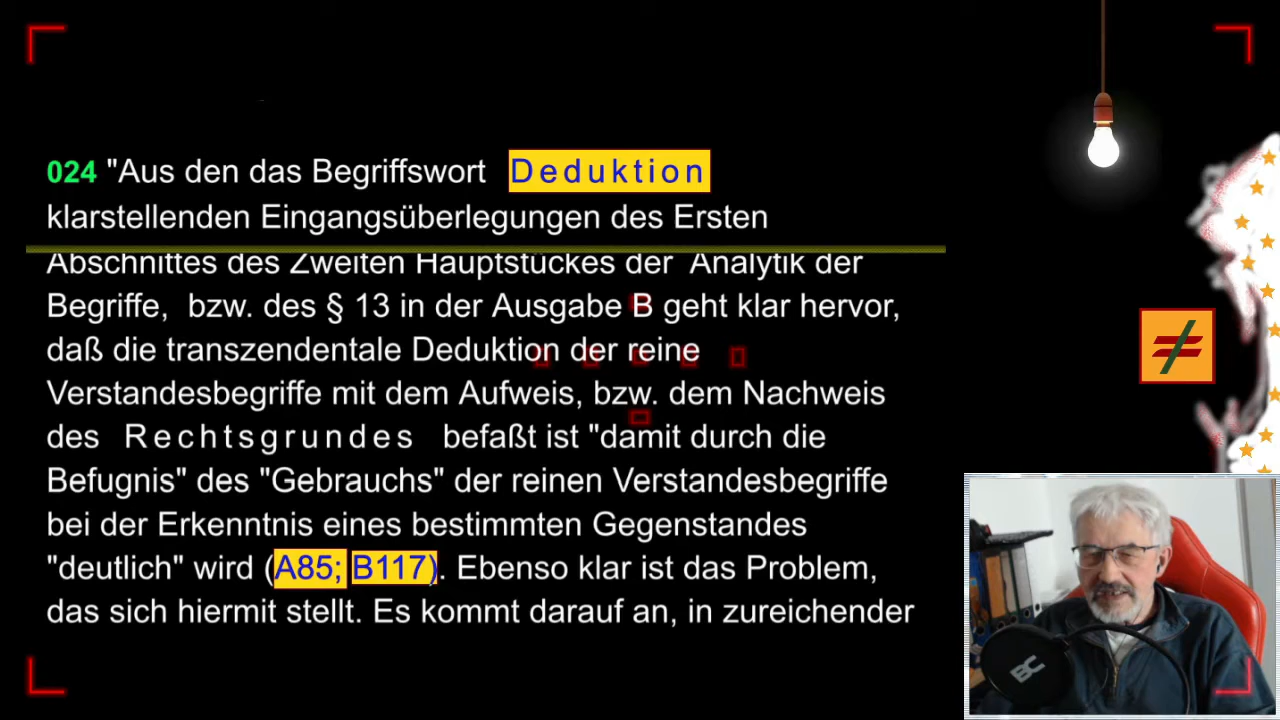 024 "Aus den das Begriffswort Deduktion
klarstellenden Eingangsüberlegungen des Ersten
Abschnittes des Zweiten Hauptstückes der Analytik der
Begriffe, bzw. des § 13 in der Ausgabe B geht klar hervor,
daß die transzendentale Deduktion der reine
Verstandesbegriffe mit dem Aufweis, bzw. dem Nachweis
des Rechtsgrundes befaßt ist "damit durch die
Befugnis" des "Gebrauchs" der reinen Verstandesbegriffe
bei der Erkenntnis eines bestimmten Gegenstandes
"deutlich" wird (A85; B117). Ebenso klar ist das Problem,
das sich hiermit stellt. Es kommt darauf an, in zureichender
≠
BC